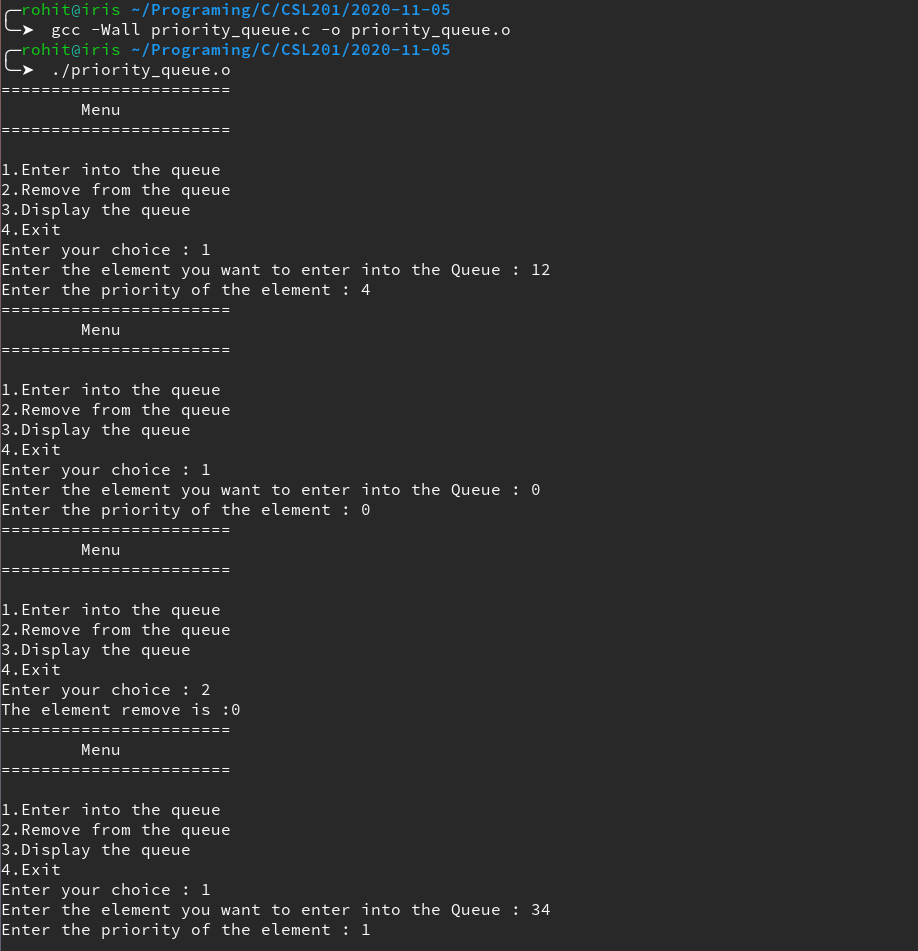 rohit@iris ~/Programing/C/CSL201/2020-11-05
gcc -Wall priority_queue.c -o priority_queue.o
rohit@iris ~/Programing/C/CSL201/2020-11-05
./priority_queue.o
=======================
Menu
=======================
1.Enter into the queue
2.Remove from the queue
3.Display the queue
4.Exit
Enter your choice : 1
Enter the element you want to enter into the Queue : 12
Enter the priority of the element : 4
=======================
Menu
=======================
1.Enter into the queue
2.Remove from the queue
3.Display the queue
4.Exit
Enter your choice : 1
Enter the element you want to enter into the Queue : 0
Enter the priority of the element : 0
=======================
Menu
=======================
1.Enter into the queue
2.Remove from the queue
3.Display the queue
4.Exit
Enter your choice : 2
The element remove is :0
=======================
Menu
=======================
1.Enter into the queue
2.Remove from the queue
3.Display the queue
4.Exit
Enter your choice : 1
Enter the element you want to enter into the Queue : 34
Enter the priority of the element : 1